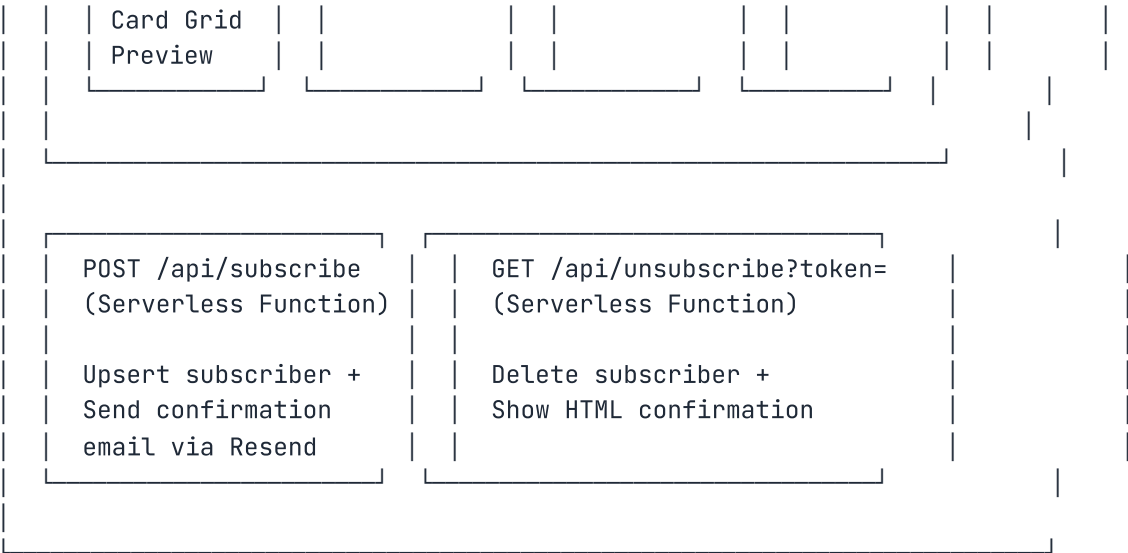 Card Grid
Preview
POST /api/subscribe GET /api/unsubscribe?token=
(Serverless Function) (Serverless Function)
Upsert subscriber + Delete subscriber +
Send confirmation Show HTML confirmation
email via Resend